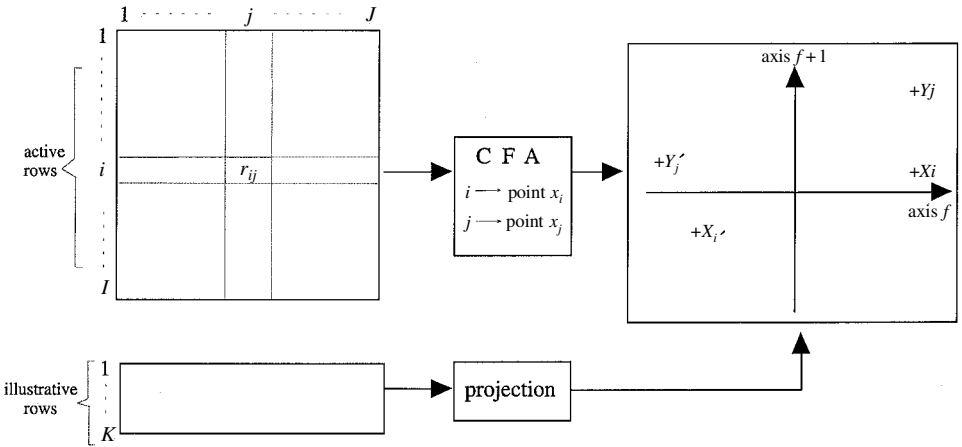 1 j J
1
active
rows
i
r_ij
I
C F A
i → point x_i
j → point x_j
axis f+1
+Yj
+Y_j′
+Xi
axis f
+X_i′
illustrative
rows
1
K
projection